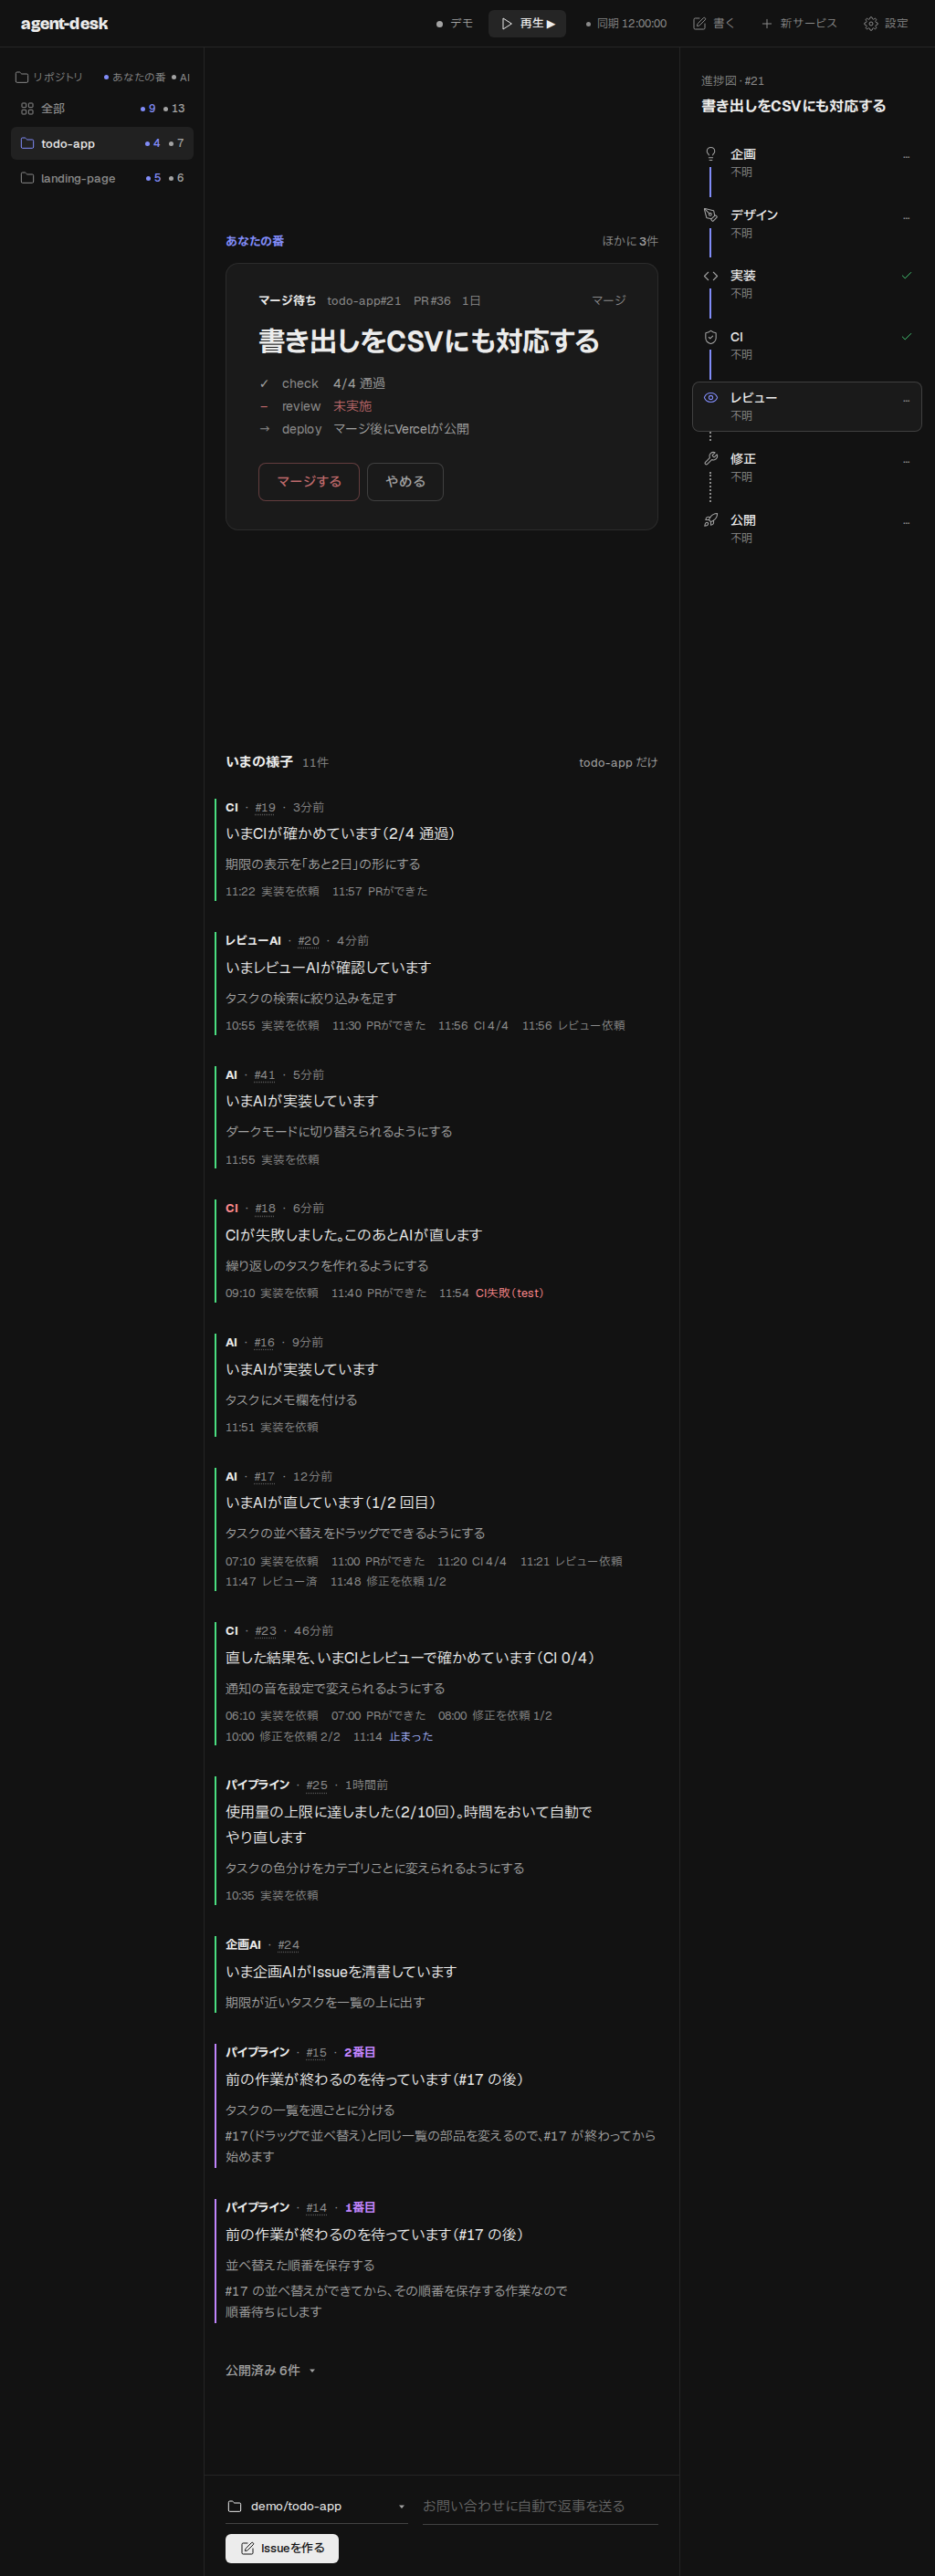 agent-desk
デモ
再生 ▶
同期 12:00:00
書く
新サービス
設定
リポジトリ
あなたの番
AI
全部 9 13
todo-app 4 7
landing-page 5 6
あなたの番
ほかに 3件
マージ待ち todo-app#21 PR#36 1日
マージ
書き出しをCSVにも対応する
✓ check 4/4 通過
– review 未実施
→ deploy マージ後にVercelが公開
マージする
やめる
いまの様子 11件
todo-app だけ
CI · #19 · 3分前
いまCIが確かめています（2/4 通過）
期限の表示を「あと2日」の形にする
11:22 実装を依頼 11:57 PRができた
レビューAI · #20 · 4分前
いまレビューAIが確認しています
タスクの検索に絞り込みを足す
10:55 実装を依頼 11:30 PRができた 11:56 CI 4/4 11:56 レビュー依頼
AI · #41 · 5分前
いまAIが実装しています
ダークモードに切り替えられるようにする
11:55 実装を依頼
CI · #18 · 6分前
CIが失敗しました。このあとAIが直します
繰り返しのタスクを作れるようにする
09:10 実装を依頼 11:40 PRができた 11:54 CI失敗（test）
AI · #16 · 9分前
いまAIが実装しています
タスクにメモ欄を付ける
11:51 実装を依頼
AI · #17 · 12分前
いまAIが直しています（1/2 回目）
タスクの並べ替えをドラッグでできるようにする
07:10 実装を依頼 11:00 PRができた 11:20 CI 4/4 11:21 レビュー依頼
11:47 レビュー済 11:48 修正を依頼 1/2
CI · #23 · 46分前
直した結果を、いまCIとレビューで確かめています（CI 0/4）
通知の音を設定で変えられるようにする
06:10 実装を依頼 07:00 PRができた 08:00 修正を依頼 1/2
10:00 修正を依頼 2/2 11:14 止まった
パイプライン · #25 · 1時間前
使用量の上限に達しました（2/10回）。時間をおいて自動で
やり直します
タスクの色分けをカテゴリごとに変えられるようにする
10:35 実装を依頼
企画AI · #24
いま企画AIがIssueを清書しています
期限が近いタスクを一覧の上に出す
パイプライン · #15 · 2番目
前の作業が終わるのを待っています（#17 の後）
タスクの一覧を週ごとに分ける
#17（ドラッグで並べ替え）と同じ一覧の部品を変えるので、#17 が終わってから
始めます
パイプライン · #14 · 1番目
前の作業が終わるのを待っています（#17 の後）
並べ替えた順番を保存する
#17 の並べ替えができてから、その順番を保存する作業なので
順番待ちにします
公開済み 6件
demo/todo-app
お問い合わせに自動で返事を送る
Issueを作る
進捗図 · #21
書き出しをCSVにも対応する
企画 …
不明
デザイン …
不明
実装 ✓
不明
CI ✓
不明
レビュー …
不明
修正 …
不明
公開 …
不明